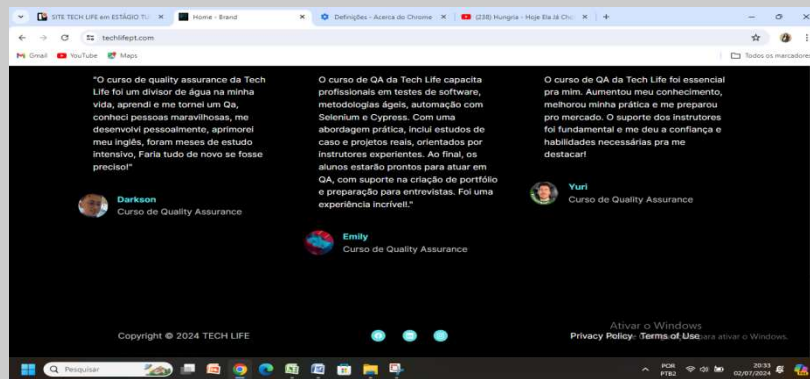 SITE TECH LIFE em ESTÁGIO TU
Home - Brand
Definições - Acerca do Chrome
(238) Hungria - Hoje Ela Já Cho
techlifept.com
Gmail
YouTube
Maps
Todos os marcadores
"O curso de quality assurance da Tech
Life foi um divisor de água na minha
vida, aprendi e me tornei um Qa,
conheci pessoas maravilhosas, me
desenvolvi pessoalmente, aprimorei
meu inglês, foram meses de estudo
intensivo, Faria tudo de novo se fosse
preciso!"
Darkson
Curso de Quality Assurance
O curso de QA da Tech Life capacita
profissionais em testes de software,
metodologias ágeis, automação com
Selenium e Cypress. Com uma
abordagem prática, inclui estudos de
caso e projetos reais, orientados por
instrutores experientes. Ao final, os
alunos estarão prontos para atuar em
QA, com suporte na criação de portfólio
e preparação para entrevistas. Foi uma
experiência incrível!."
Emily
Curso de Quality Assurance
O curso de QA da Tech Life foi essencial
pra mim. Aumentou meu conhecimento,
melhorou minha prática e me preparou
pro mercado. O suporte dos instrutores
foi fundamental e me deu a confiança e
habilidades necessárias pra me
destacar!
Yuri
Curso de Quality Assurance
Copyright © 2024 TECH LIFE
Privacy Policy Terms of Use
Ativar o Windows
para ativar o Windows.
Pesquisar
POR
PTB2
20:33
02/07/2024